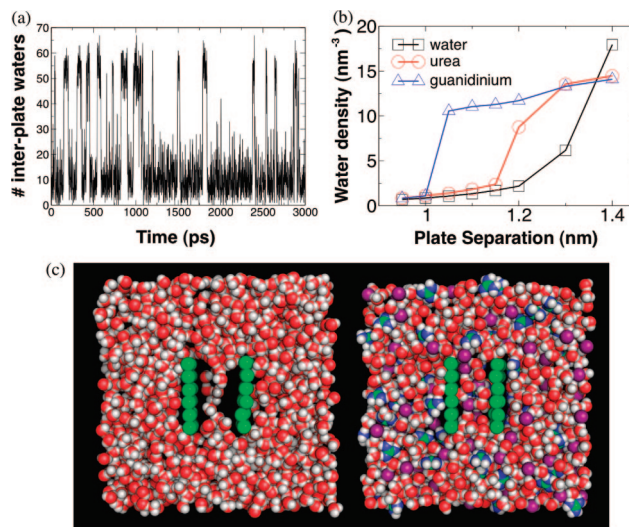 (a)
70
60
50
40
30
20
10
0
# inter-plate waters
0 500 1000 1500 2000 2500 3000
Time (ps)
(b)
25
20
15
10
5
0
Water density (nm⁻³)
water
urea
guanidinium
1 1.2 1.4
Plate Separation (nm)
(c)